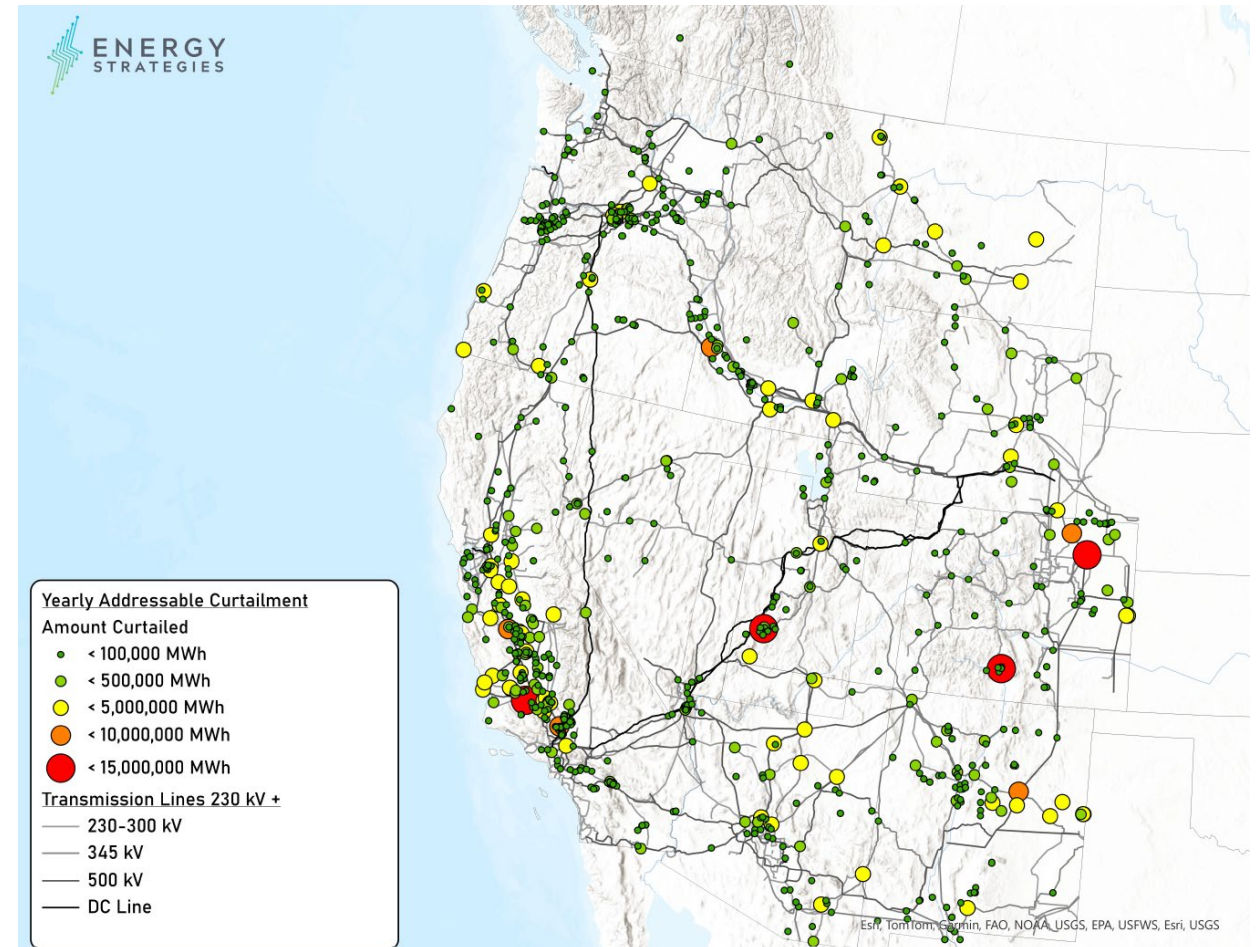 ENERGY
STRATEGIES
Yearly Addressable Curtailment
Amount Curtailed
< 100,000 MWh
< 500,000 MWh
< 5,000,000 MWh
< 10,000,000 MWh
< 15,000,000 MWh
Transmission Lines 230 kV +
230-300 kV
345 kV
500 kV
DC Line
Esri, TomTom, Garmin, FAO, NOAA, USGS, EPA, USFWS, Esri, USGS